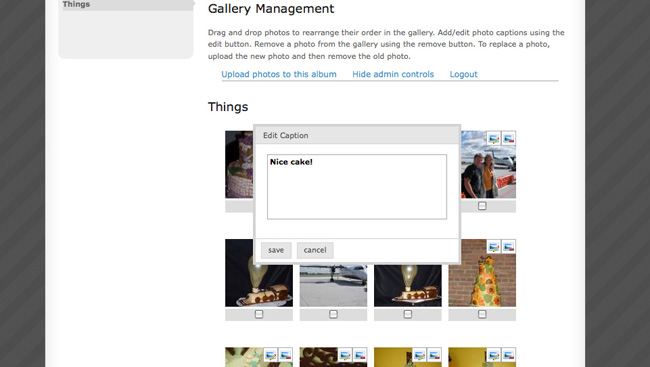 Things
Gallery Management
Drag and drop photos to rearrange their order in the gallery. Add/edit photo captions using the
edit button. Remove a photo from the gallery using the remove button. To replace a photo,
upload the new photo and then remove the old photo.
Upload photos to this album Hide admin controls Logout
Things
Edit Caption
Nice cake!
save cancel